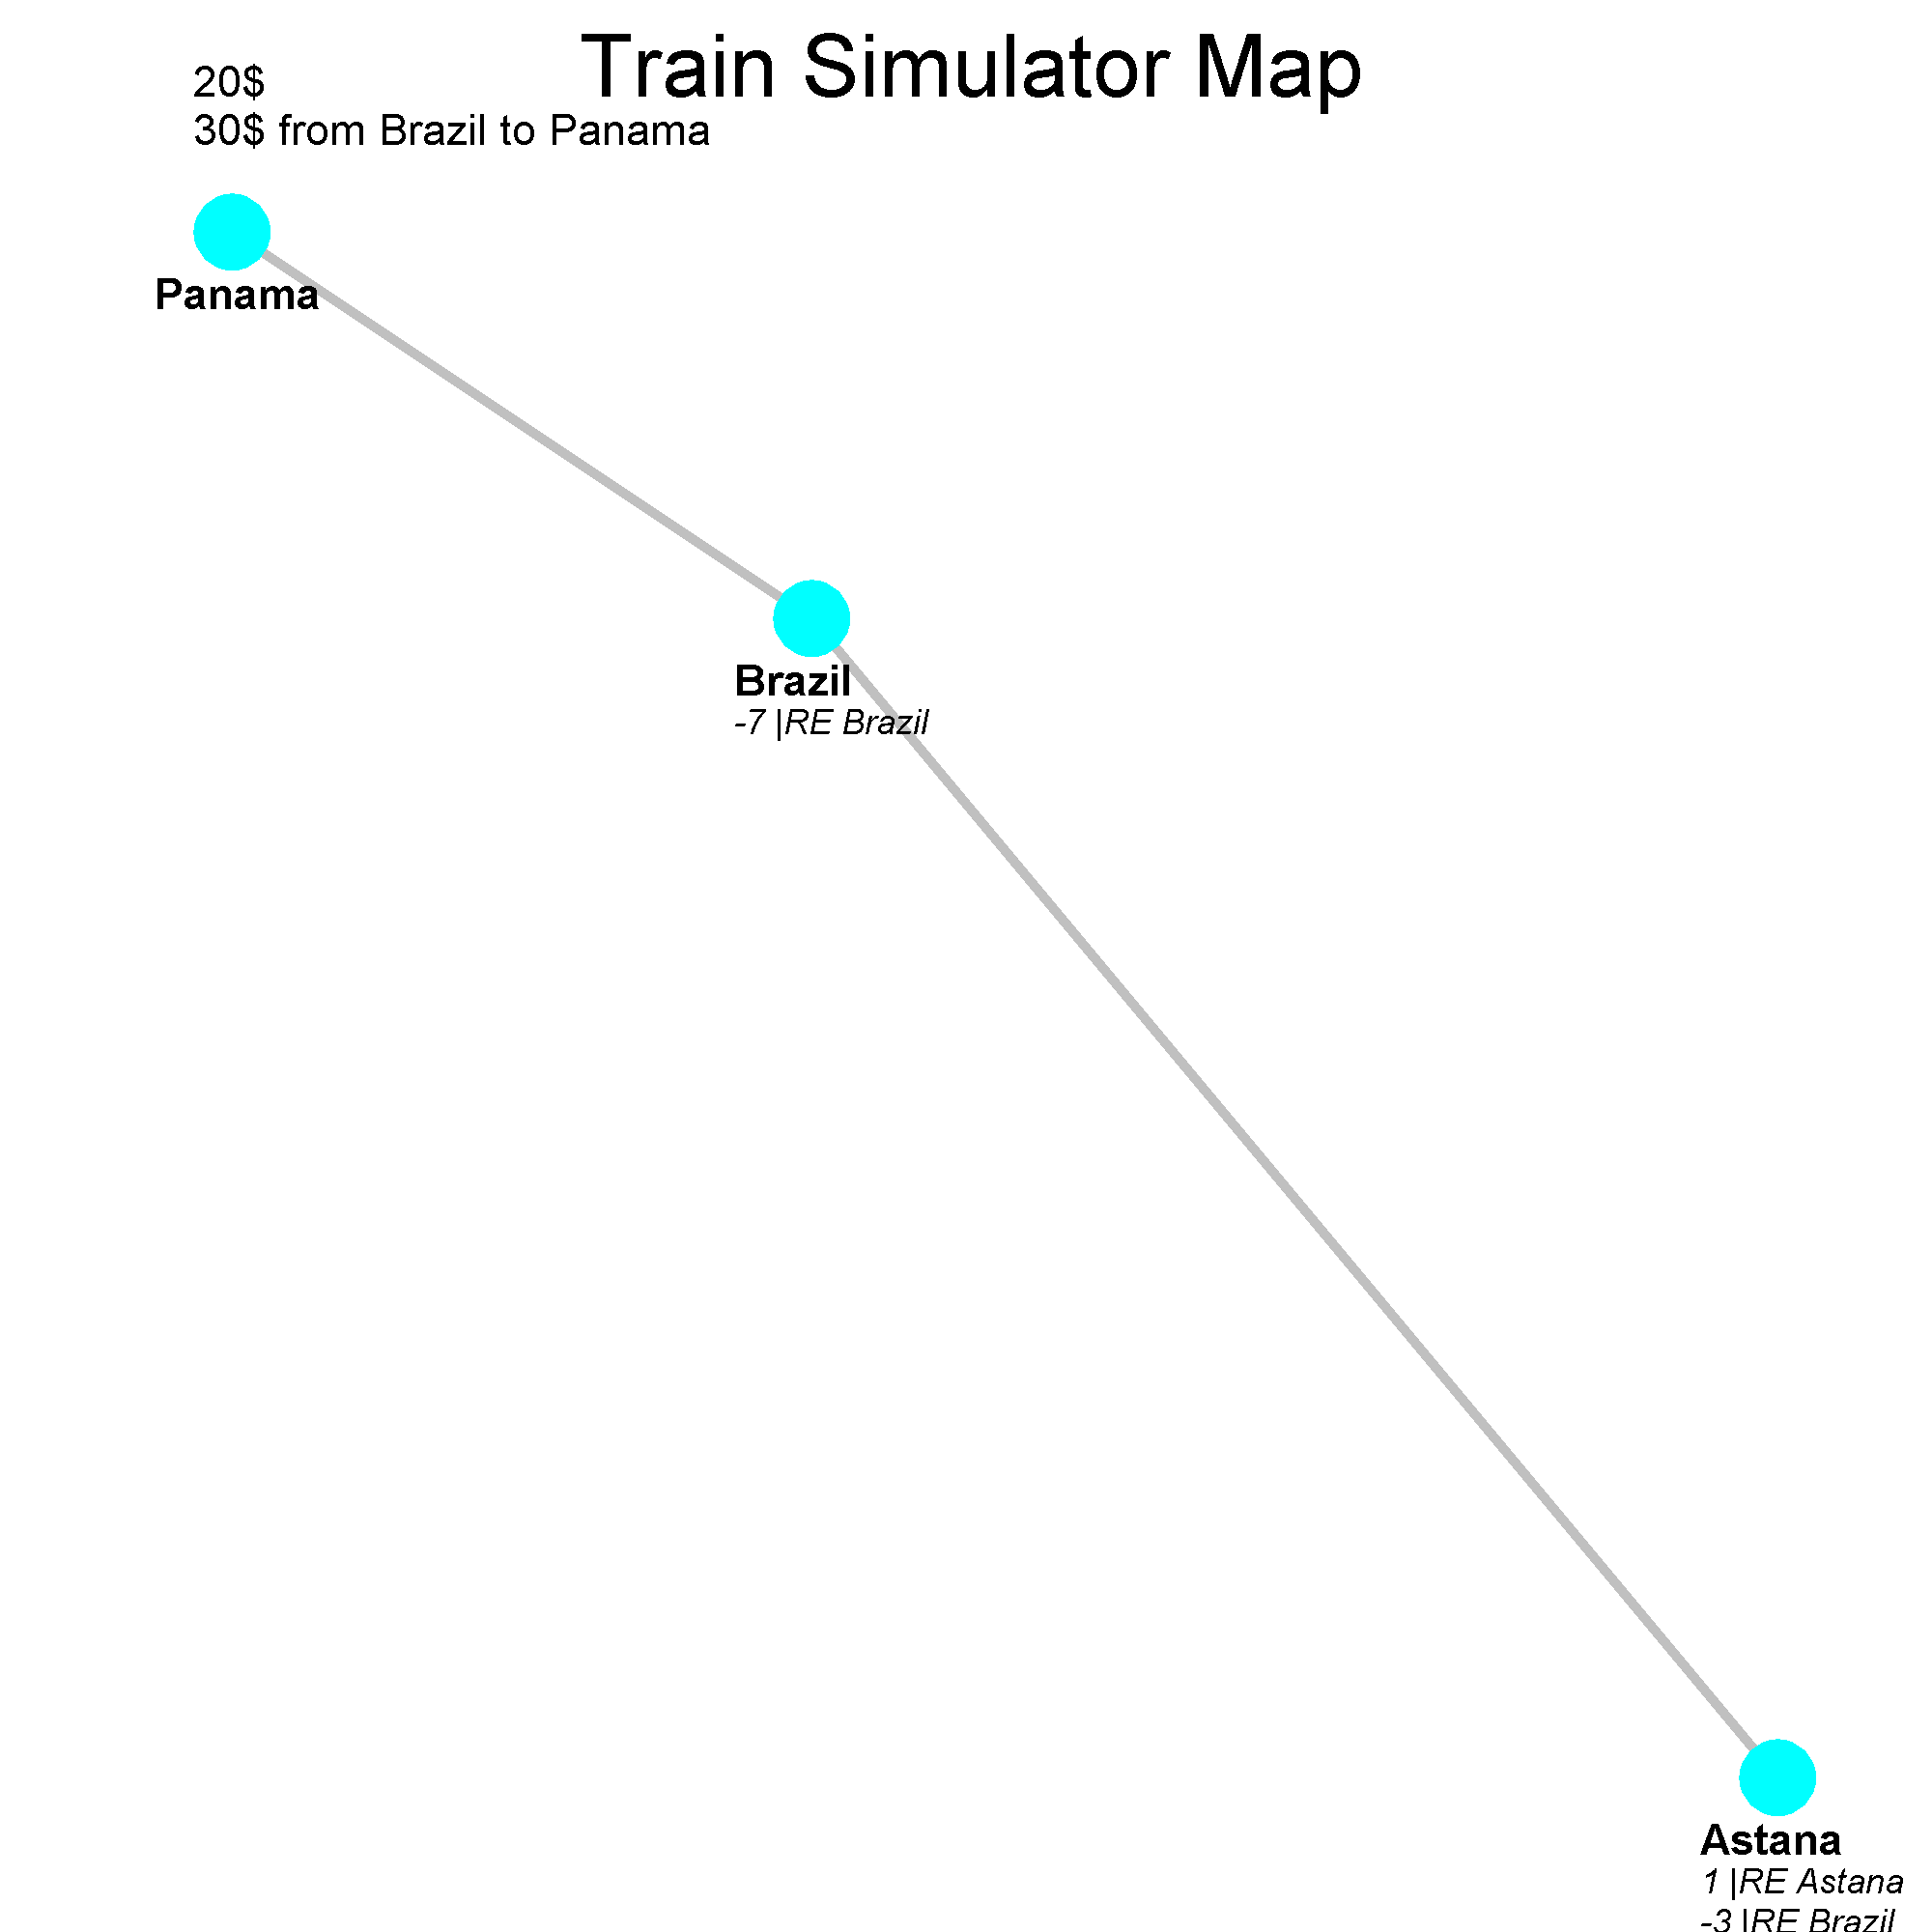 Train Simulator Map
20$
30$ from Brazil to Panama
Panama
Brazil
-7 |RE Brazil
Astana
1 |RE Astana
-3 |RE Brazil